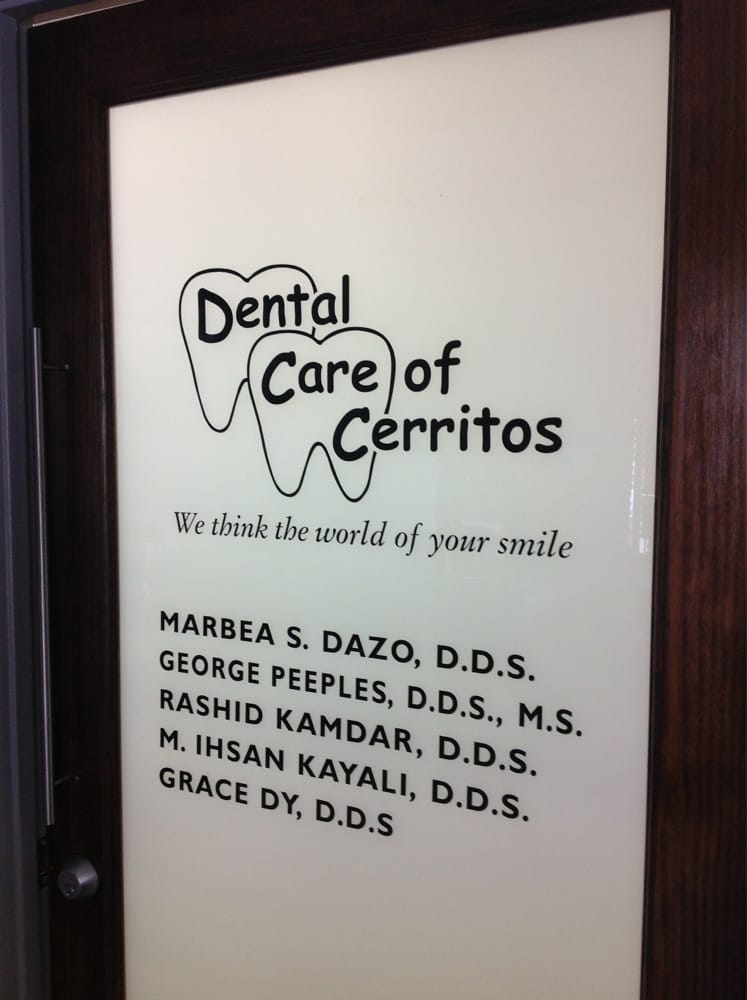 Dental
Care of
Cerritos
We think the world of your smile
MARBEA S. DAZO, D.D.S.
GEORGE PEEPLES, D.D.S., M.S.
RASHID KAMDAR, D.D.S.
M. IHSAN KAYALI, D.D.S.
GRACE DY, D.D.S